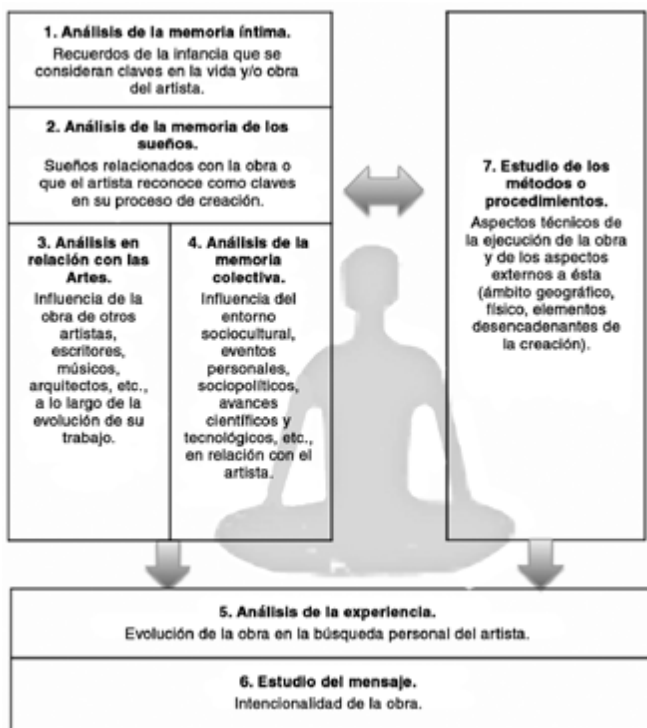 1. Análisis de la memoria íntima.
Recuerdos de la infancia que se
consideran claves en la vida y/o obra
del artista.
2. Análisis de la memoria de los
sueños.
Sueños relacionados con la obra o
que el artista reconoce como claves
en su proceso de creación.
3. Análisis en
relación con las
Artes.
Influencia de la
obra de otros
artistas,
escritores,
músicos,
arquitectos, etc.,
a lo largo de la
evolución de su
trabajo.
4. Análisis de la
memoria
colectiva.
Influencia del
entorno
sociocultural,
eventos
personales,
sociopolíticos,
avances
científicos y
tecnológicos, etc.,
en relación con el
artista.
7. Estudio de los
métodos o
procedimientos.
Aspectos técnicos de
la ejecución de la obra
y de los aspectos
externos a ésta
(ámbito geográfico,
físico, elementos
desencadenantes de
la creación).
5. Análisis de la experiencia.
Evolución de la obra en la búsqueda personal del artista.
6. Estudio del mensaje.
Intencionalidad de la obra.